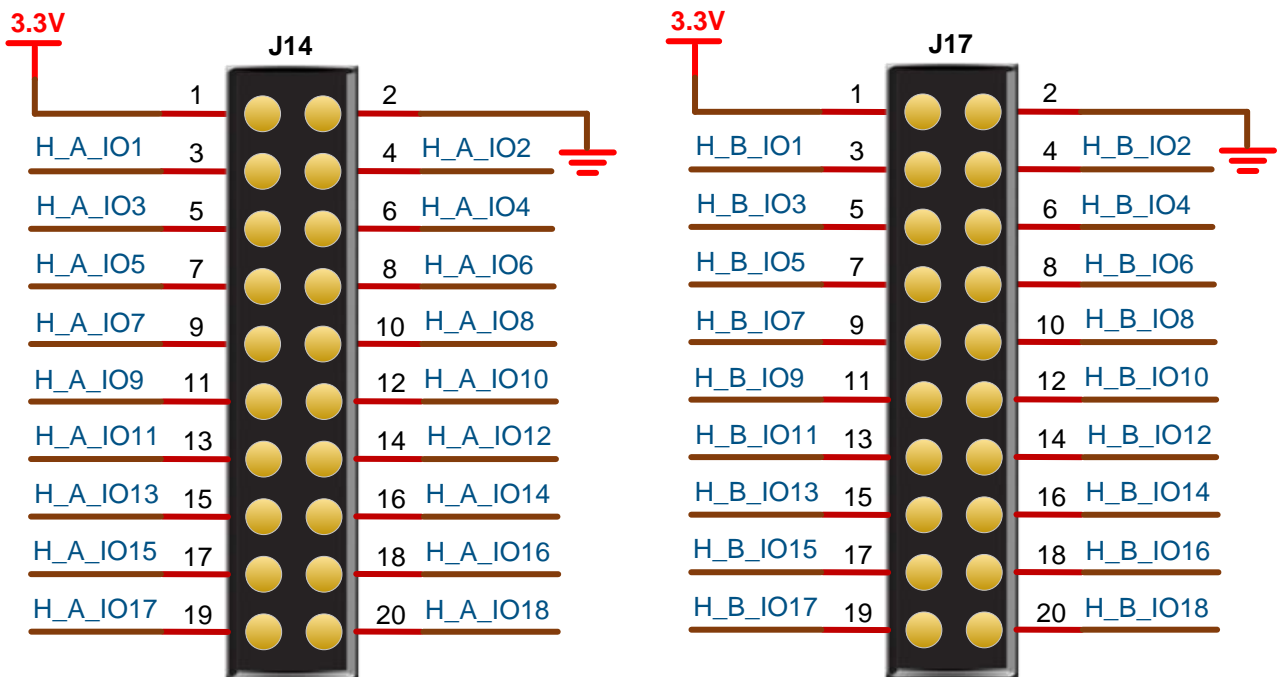 3.3V
J14
1 2
H_A_IO1 3 4 H_A_IO2
H_A_IO3 5 6 H_A_IO4
H_A_IO5 7 8 H_A_IO6
H_A_IO7 9 10 H_A_IO8
H_A_IO9 11 12 H_A_IO10
H_A_IO11 13 14 H_A_IO12
H_A_IO13 15 16 H_A_IO14
H_A_IO15 17 18 H_A_IO16
H_A_IO17 19 20 H_A_IO18
3.3V
J17
1 2
H_B_IO1 3 4 H_B_IO2
H_B_IO3 5 6 H_B_IO4
H_B_IO5 7 8 H_B_IO6
H_B_IO7 9 10 H_B_IO8
H_B_IO9 11 12 H_B_IO10
H_B_IO11 13 14 H_B_IO12
H_B_IO13 15 16 H_B_IO14
H_B_IO15 17 18 H_B_IO16
H_B_IO17 19 20 H_B_IO18